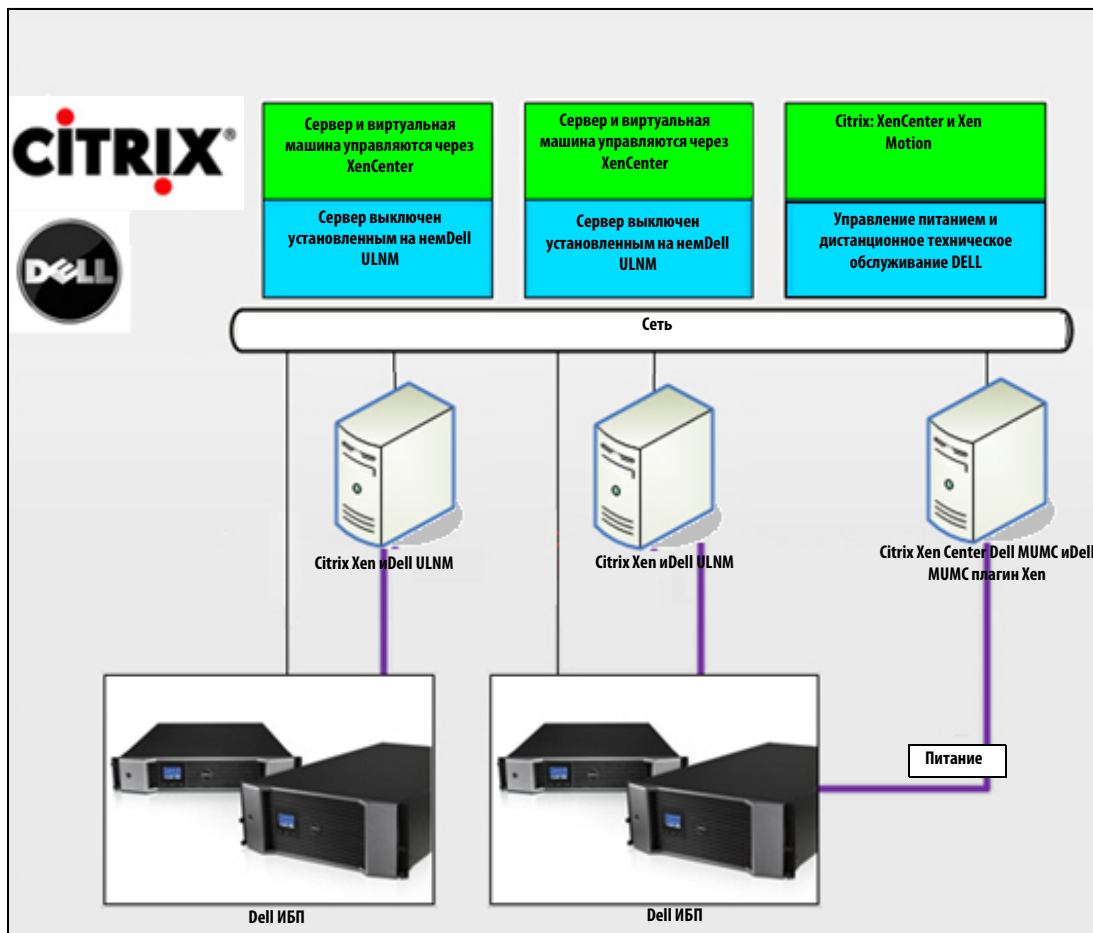 CİTRIX®
DELL
Сервер и виртуальная
машина управляются через
XenCenter
Сервер и виртуальная
машина управляются через
XenCenter
Citrix: XenCenter и Xen
Motion
Сервер выключен
установленным на немDell
ULNM
Сервер выключен
установленным на немDell
ULNM
Управление питанием и
дистанционное техническое
обслуживание DELL
Сеть
Citrix Xen иDell ULNM
Citrix Xen иDell ULNM
Citrix Xen Center Dell MUMC иDell
MUMC плагин Xen
Питание
Dell ИБП
Dell ИБП